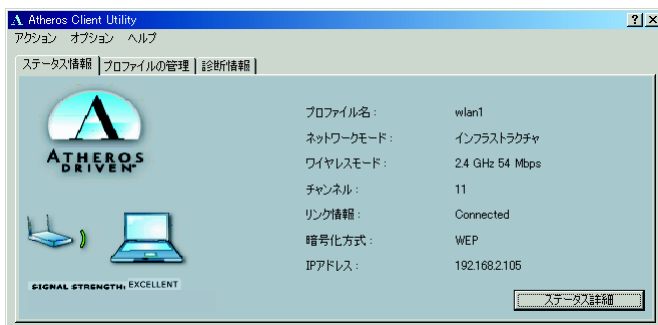 Atheros Client Utility
アクション オプション ヘルプ
ステータス情報 プロファイルの管理 診断情報
ATHEROS
DRIVEN
プロファイル名 : wlan1
ネットワークモード : インフラストラクチャ
ワイヤレスモード : 2.4 GHz 54 Mbps
チャンネル : 11
リンク情報 : Connected
暗号化方式 : WEP
IPアドレス : 192.168.2.105
SIGNAL STRENGTH: EXCELLENT
ステータス詳細